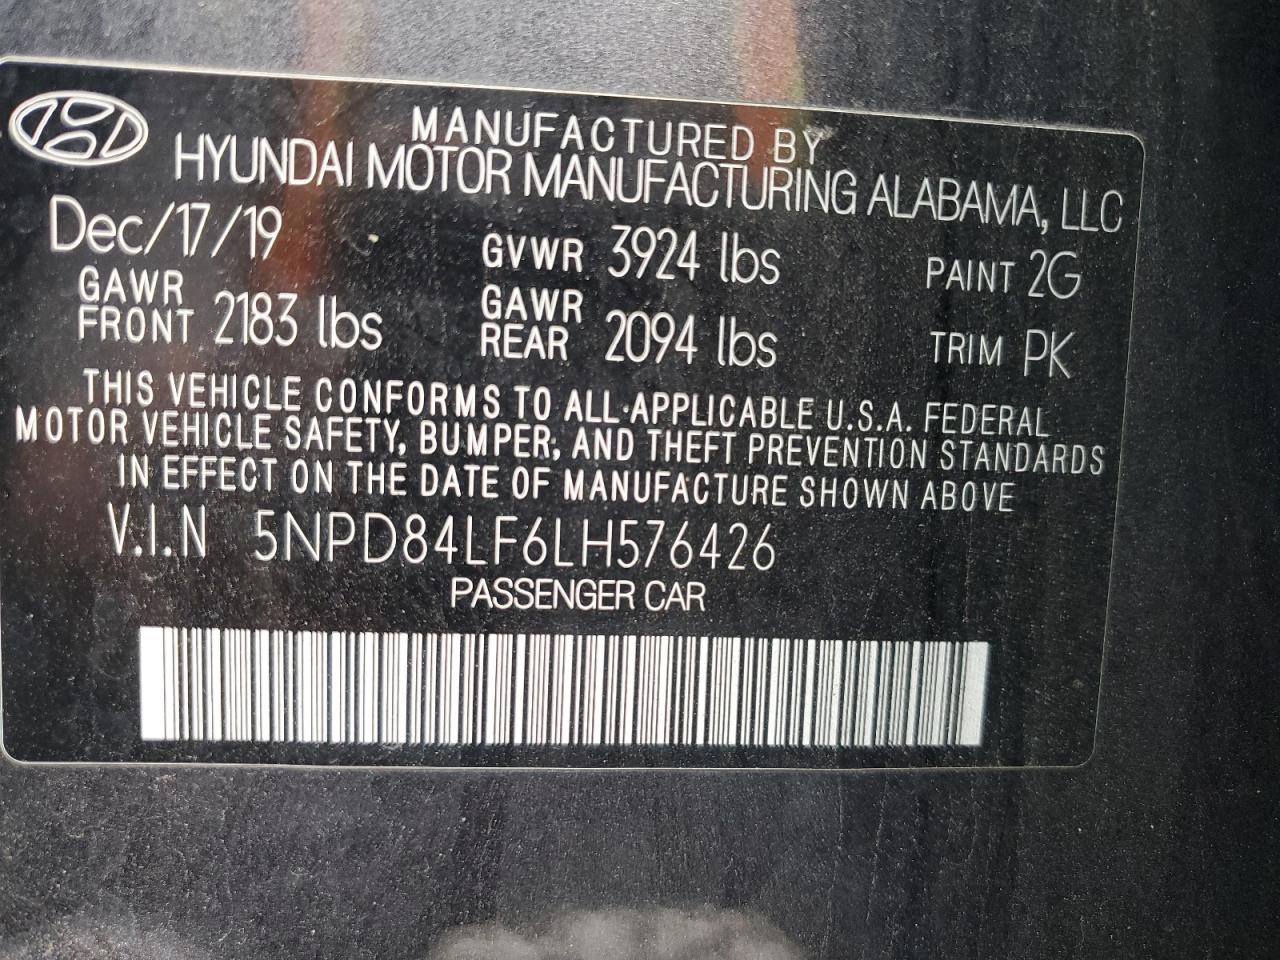 MANUFACTURED BY
HYUNDAI MOTOR MANUFACTURING ALABAMA, LLC
Dec/17/19 GVWR 3924 lbs PAINT 2G
GAWR FRONT 2183 lbs GAWR REAR 2094 lbs TRIM PK
THIS VEHICLE CONFORMS TO ALL APPLICABLE U.S.A. FEDERAL
MOTOR VEHICLE SAFETY, BUMPER, AND THEFT PREVENTION STANDARDS
IN EFFECT ON THE DATE OF MANUFACTURE SHOWN ABOVE
V.I.N 5NPD84LF6LH576426
PASSENGER CAR